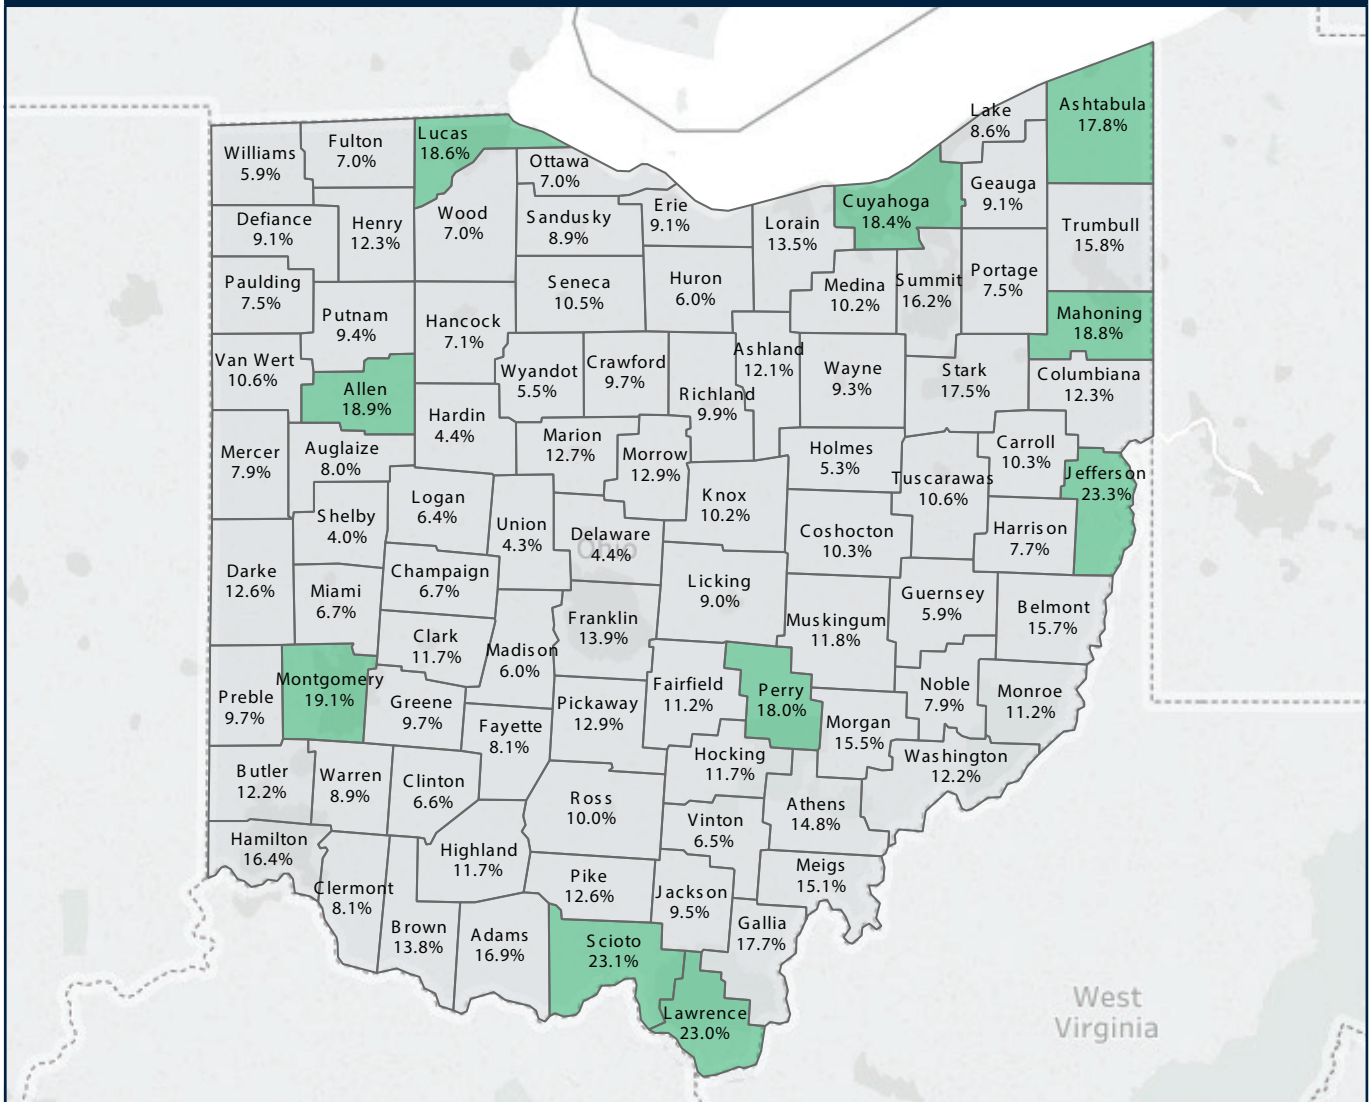 Lake
8.6%
Ashtabula
17.8%
Lucas
18.6%
Fulton
7.0%
Williams
5.9%
Ottawa
7.0%
Geauga
9.1%
Cuyahoga
18.4%
Erie
9.1%
Wood
7.0%
Sandusky
8.9%
Defiance
9.1%
Henry
12.3%
Lorain
13.5%
Trumbull
15.8%
Portage
7.5%
Summit
16.2%
Medina
10.2%
Huron
6.0%
Seneca
10.5%
Paulding
7.5%
Putnam
9.4%
Hancock
7.1%
Mahoning
18.8%
Ashland
12.1%
Van Wert
10.6%
Wyandot
5.5%
Crawford
9.7%
Wayne
9.3%
Stark
17.5%
Columbiana
12.3%
Allen
18.9%
Richland
9.9%
Hardin
4.4%
Marion
12.7%
Morrow
12.9%
Holmes
5.3%
Carroll
10.3%
Mercer
7.9%
Auglaize
8.0%
Tuscarawas
10.6%
Jefferson
23.3%
Logan
6.4%
Knox
10.2%
Shelby
4.0%
Union
4.3%
Delaware
4.4%
Ohio
Coshocton
10.3%
Harrison
7.7%
Darke
12.6%
Miami
6.7%
Champaign
6.7%
Licking
9.0%
Guernsey
5.9%
Belmont
15.7%
Franklin
13.9%
Muskingum
11.8%
Clark
11.7%
Madison
6.0%
Montgomery
19.1%
Preble
9.7%
Greene
9.7%
Pickaway
12.9%
Fairfield
11.2%
Perry
18.0%
Noble
7.9%
Monroe
11.2%
Fayette
8.1%
Morgan
15.5%
Hocking
11.7%
Washington
12.2%
Butler
12.2%
Warren
8.9%
Clinton
6.6%
Ross
10.0%
Athens
14.8%
Vinton
6.5%
Hamilton
16.4%
Highland
11.7%
Meigs
15.1%
Pike
12.6%
Jackson
9.5%
Clermont
8.1%
Brown
13.8%
Adams
16.9%
Gallia
17.7%
Scioto
23.1%
Lawrence
23.0%
West
Virginia